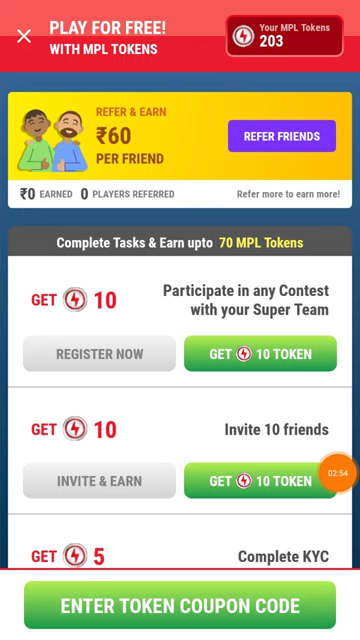 PLAY FOR FREE!
WITH MPL TOKENS
Your MPL Tokens
203
REFER & EARN
₹60
PER FRIEND
REFER FRIENDS
₹0 EARNED 0 PLAYERS REFERRED
Refer more to earn more!
Complete Tasks & Earn upto 70 MPL Tokens
GET 10
Participate in any Contest
with your Super Team
REGISTER NOW
GET 10 TOKEN
GET 10
Invite 10 friends
INVITE & EARN
GET 10 TOKEN
02:54
GET 5
Complete KYC
ENTER TOKEN COUPON CODE